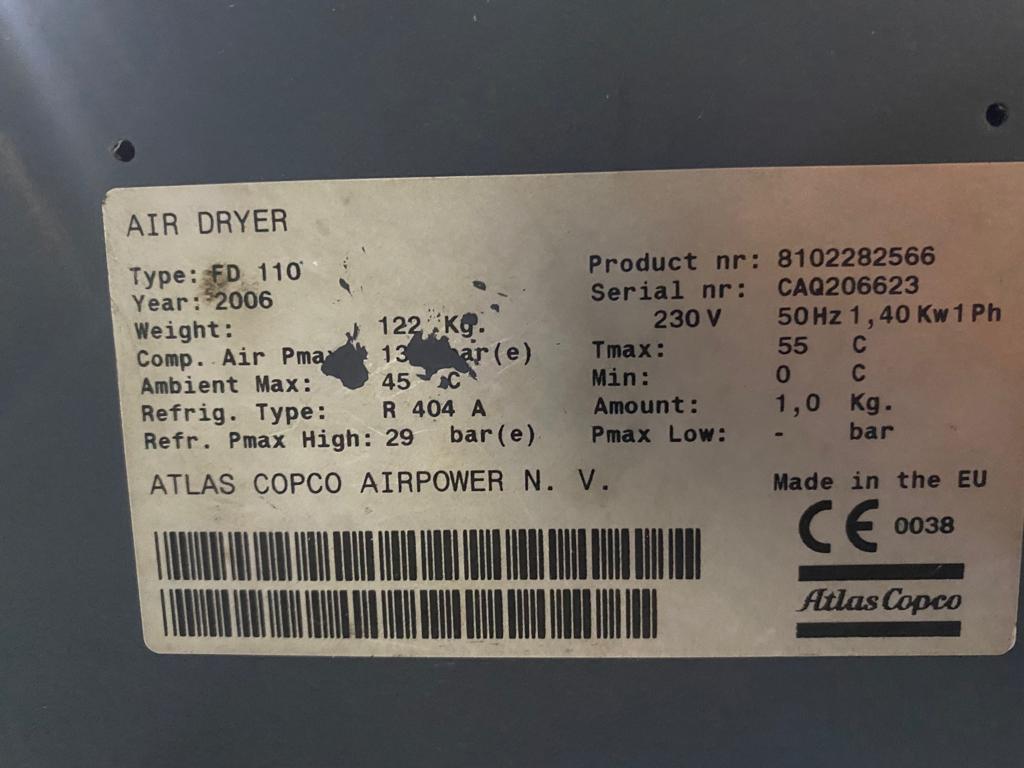 AIR DRYER
Type: FD 110
Year: 2006
Weight: 122 Kg.
Comp. Air 13
Ambient Max: 45 C
Refrig. Type: R 404 A
Refr. Pmax High: 29 bar(e)
Product nr: 8102282566
Serial nr: CAQ206623
230 V 50Hz 1,40 Kw 1 Ph
Tmax: 55 C
Min: 0 C
Amount: 1,0 Kg.
Pmax Low: - bar
ATLAS COPCO AIRPOWER N. V.
Made in the EU
CE 0038
Atlas Copco